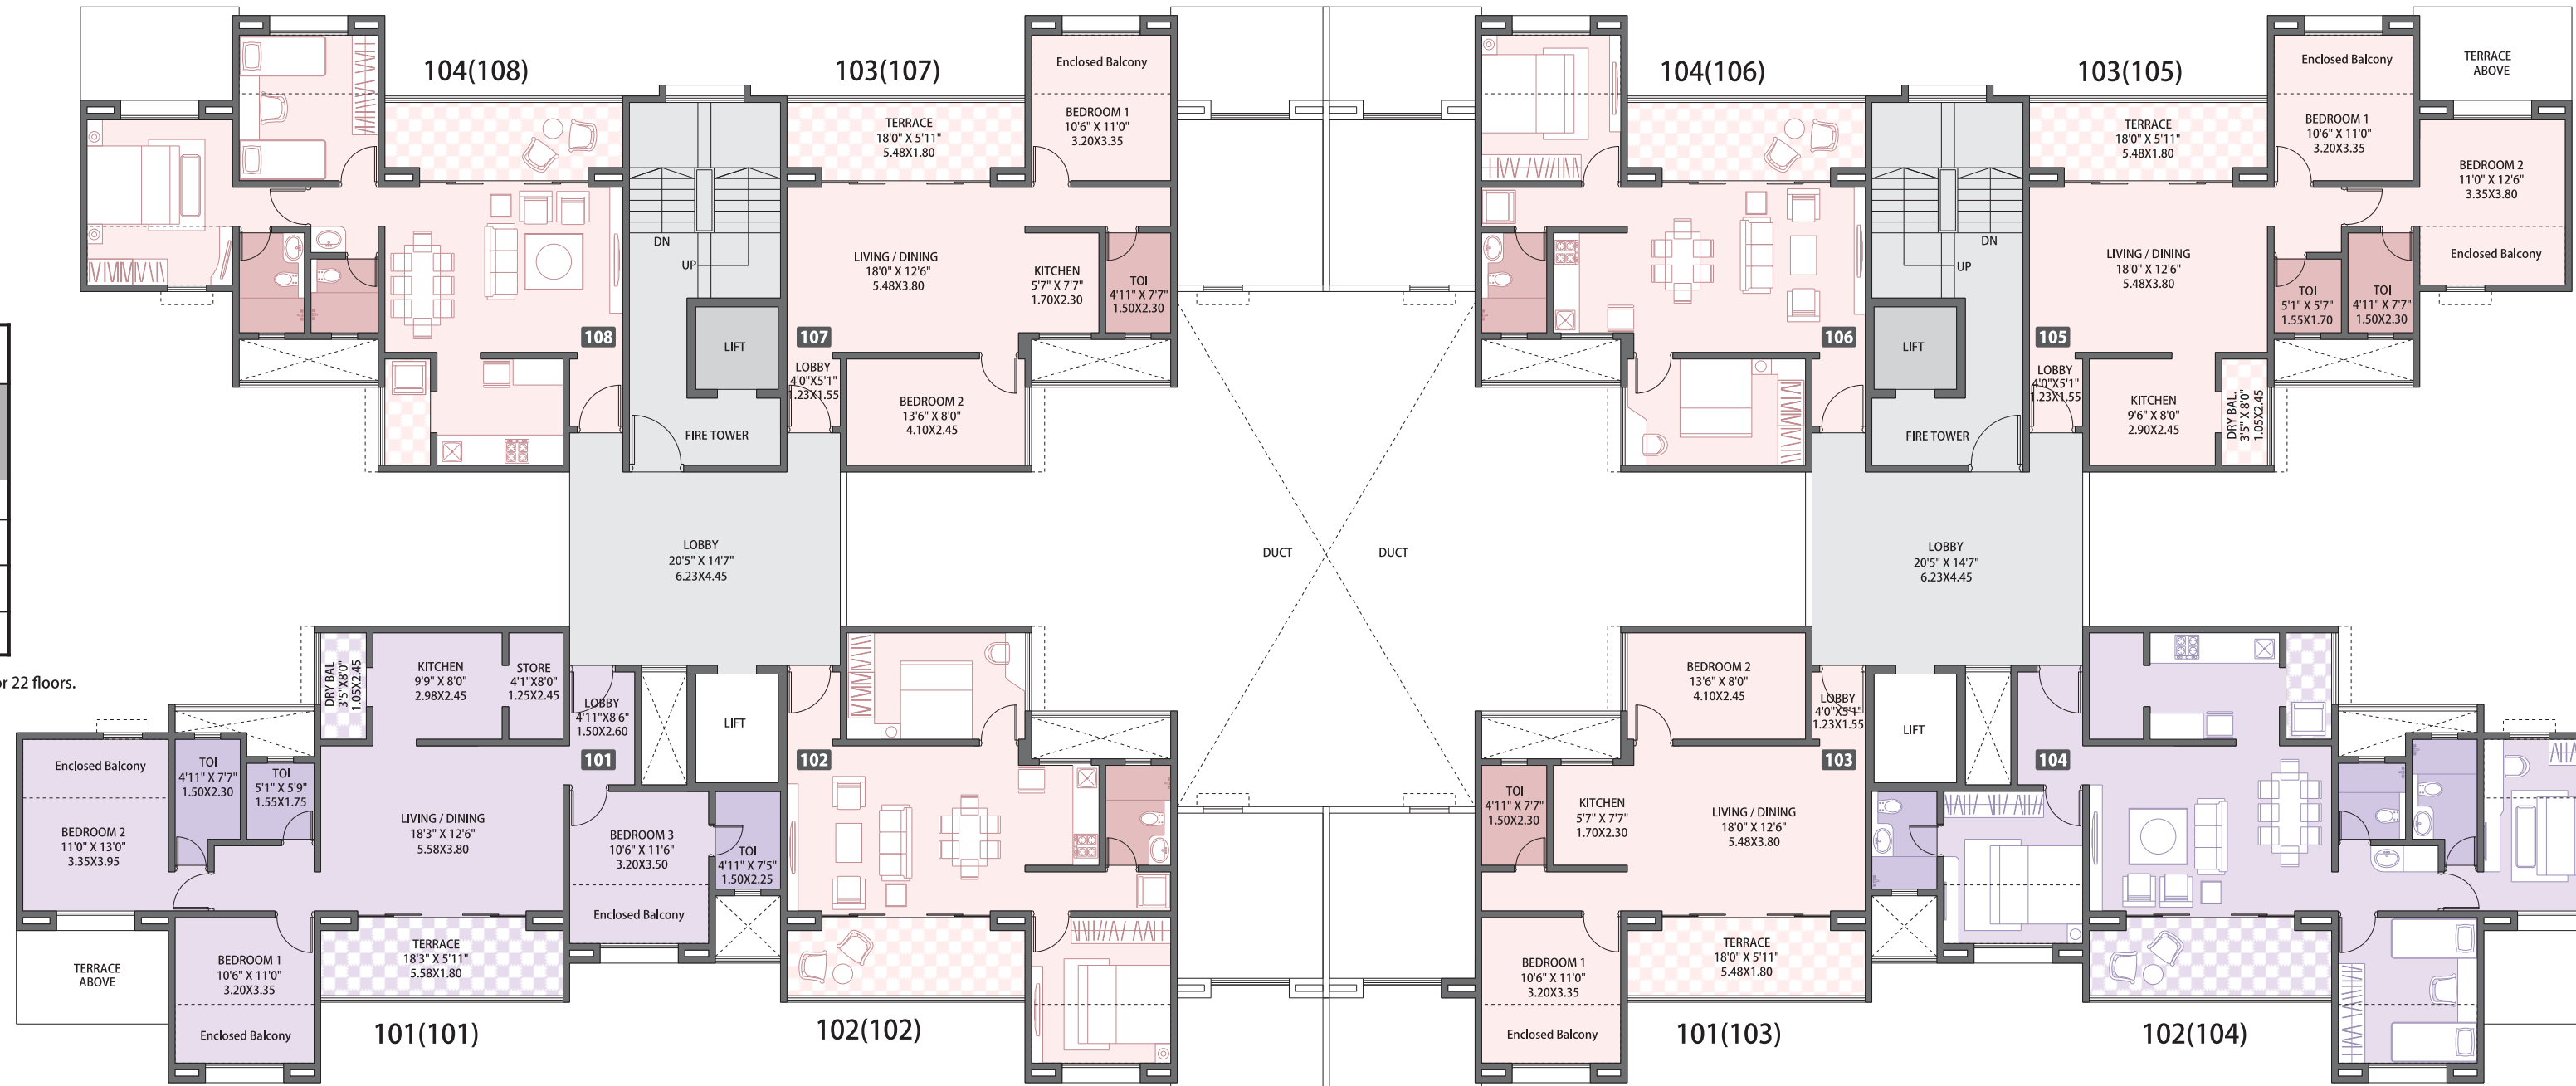 104(108)
103(107)
104(106)
103(105)
Enclosed Balcony
BEDROOM 1
10'6" X 11'0"
3.20X3.35
TERRACE
18'0" X 5'11"
5.48X1.80
DN
UP
LIVING / DINING
18'0" X 12'6"
5.48X3.80
KITCHEN
5'7" X 7'7"
1.70X2.30
TOI
4'11" X 7'7"
1.50X2.30
108
107
LIFT
LOBBY
4'0"X5'1"
1.23X1.55
BEDROOM 2
13'6" X 8'0"
4.10X2.45
FIRE TOWER
LOBBY
20'5" X 14'7"
6.23X4.45
DUCT
DUCT
Enclosed Balcony
BEDROOM 1
10'6" X 11'0"
3.20X3.35
TERRACE
ABOVE
TERRACE
18'0" X 5'11"
5.48X1.80
BEDROOM 2
11'0" X 12'6"
3.35X3.80
Enclosed Balcony
DN
UP
LIVING / DINING
18'0" X 12'6"
5.48X3.80
TOI
5'1" X 5'7"
1.55X1.70
TOI
4'11" X 7'7"
1.50X2.30
106
105
LIFT
LOBBY
4'0"X5'1"
1.23X1.55
KITCHEN
9'6" X 8'0"
2.90X2.45
DRY BAL.
3'5" X 8'0"
1.05X2.45
FIRE TOWER
LOBBY
20'5" X 14'7"
6.23X4.45
or 22 floors.
DRY BAL
3'5"X8'0"
1.05X2.45
KITCHEN
9'9" X 8'0"
2.98X2.45
STORE
4'1"X8'0"
1.25X2.45
LOBBY
4'11"X8'6"
1.50X2.60
101
LIFT
102
Enclosed Balcony
BEDROOM 2
11'0" X 13'0"
3.35X3.95
TOI
4'11" X 7'7"
1.50X2.30
TOI
5'1" X 5'9"
1.55X1.75
LIVING / DINING
18'3" X 12'6"
5.58X3.80
BEDROOM 3
10'6" X 11'6"
3.20X3.50
Enclosed Balcony
TOI
4'11" X 7'5"
1.50X2.25
TERRACE
ABOVE
BEDROOM 1
10'6" X 11'0"
3.20X3.35
Enclosed Balcony
TERRACE
18'3" X 5'11"
5.58X1.80
101(101)
102(102)
BEDROOM 2
13'6" X 8'0"
4.10X2.45
LOBBY
4'0"X5'1"
1.23X1.55
LIFT
103
104
TOI
4'11" X 7'7"
1.50X2.30
KITCHEN
5'7" X 7'7"
1.70X2.30
LIVING / DINING
18'0" X 12'6"
5.48X3.80
BEDROOM 1
10'6" X 11'0"
3.20X3.35
Enclosed Balcony
TERRACE
18'0" X 5'11"
5.48X1.80
101(103)
102(104)